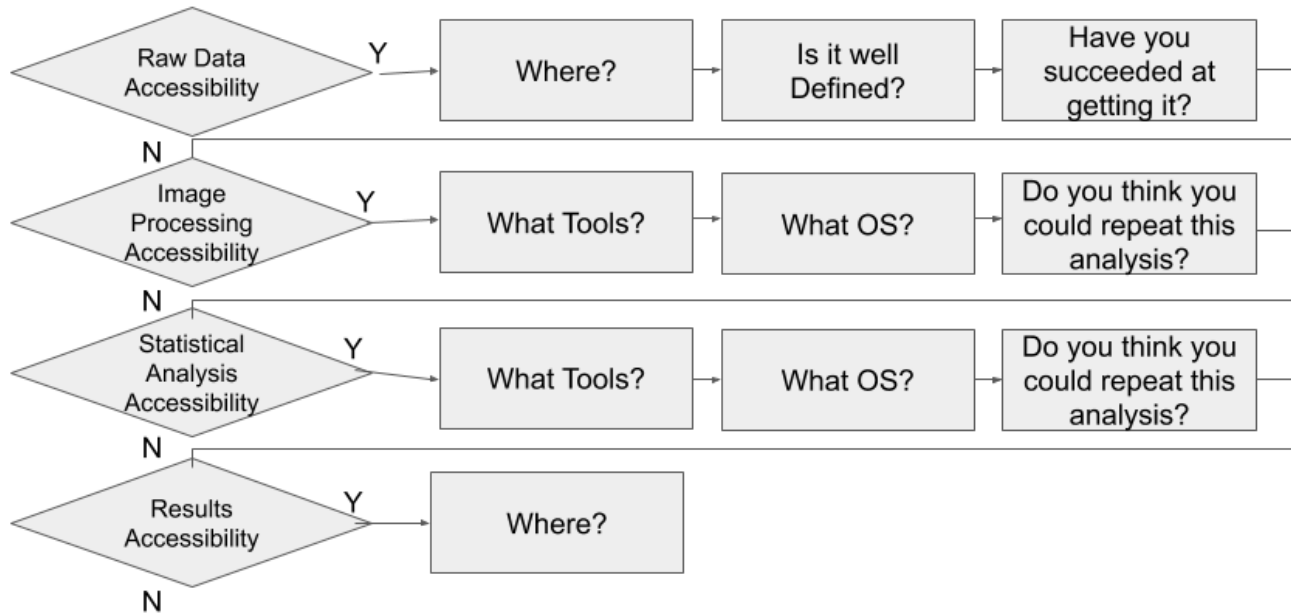 Raw Data
Accessibility
Y
Where?
Is it well
Defined?
Have you
succeeded at
getting it?
N
Image
Processing
Accessibility
Y
What Tools?
What OS?
Do you think you
could repeat this
analysis?
N
Statistical
Analysis
Accessibility
Y
What Tools?
What OS?
Do you think you
could repeat this
analysis?
N
Results
Accessibility
Y
Where?
N